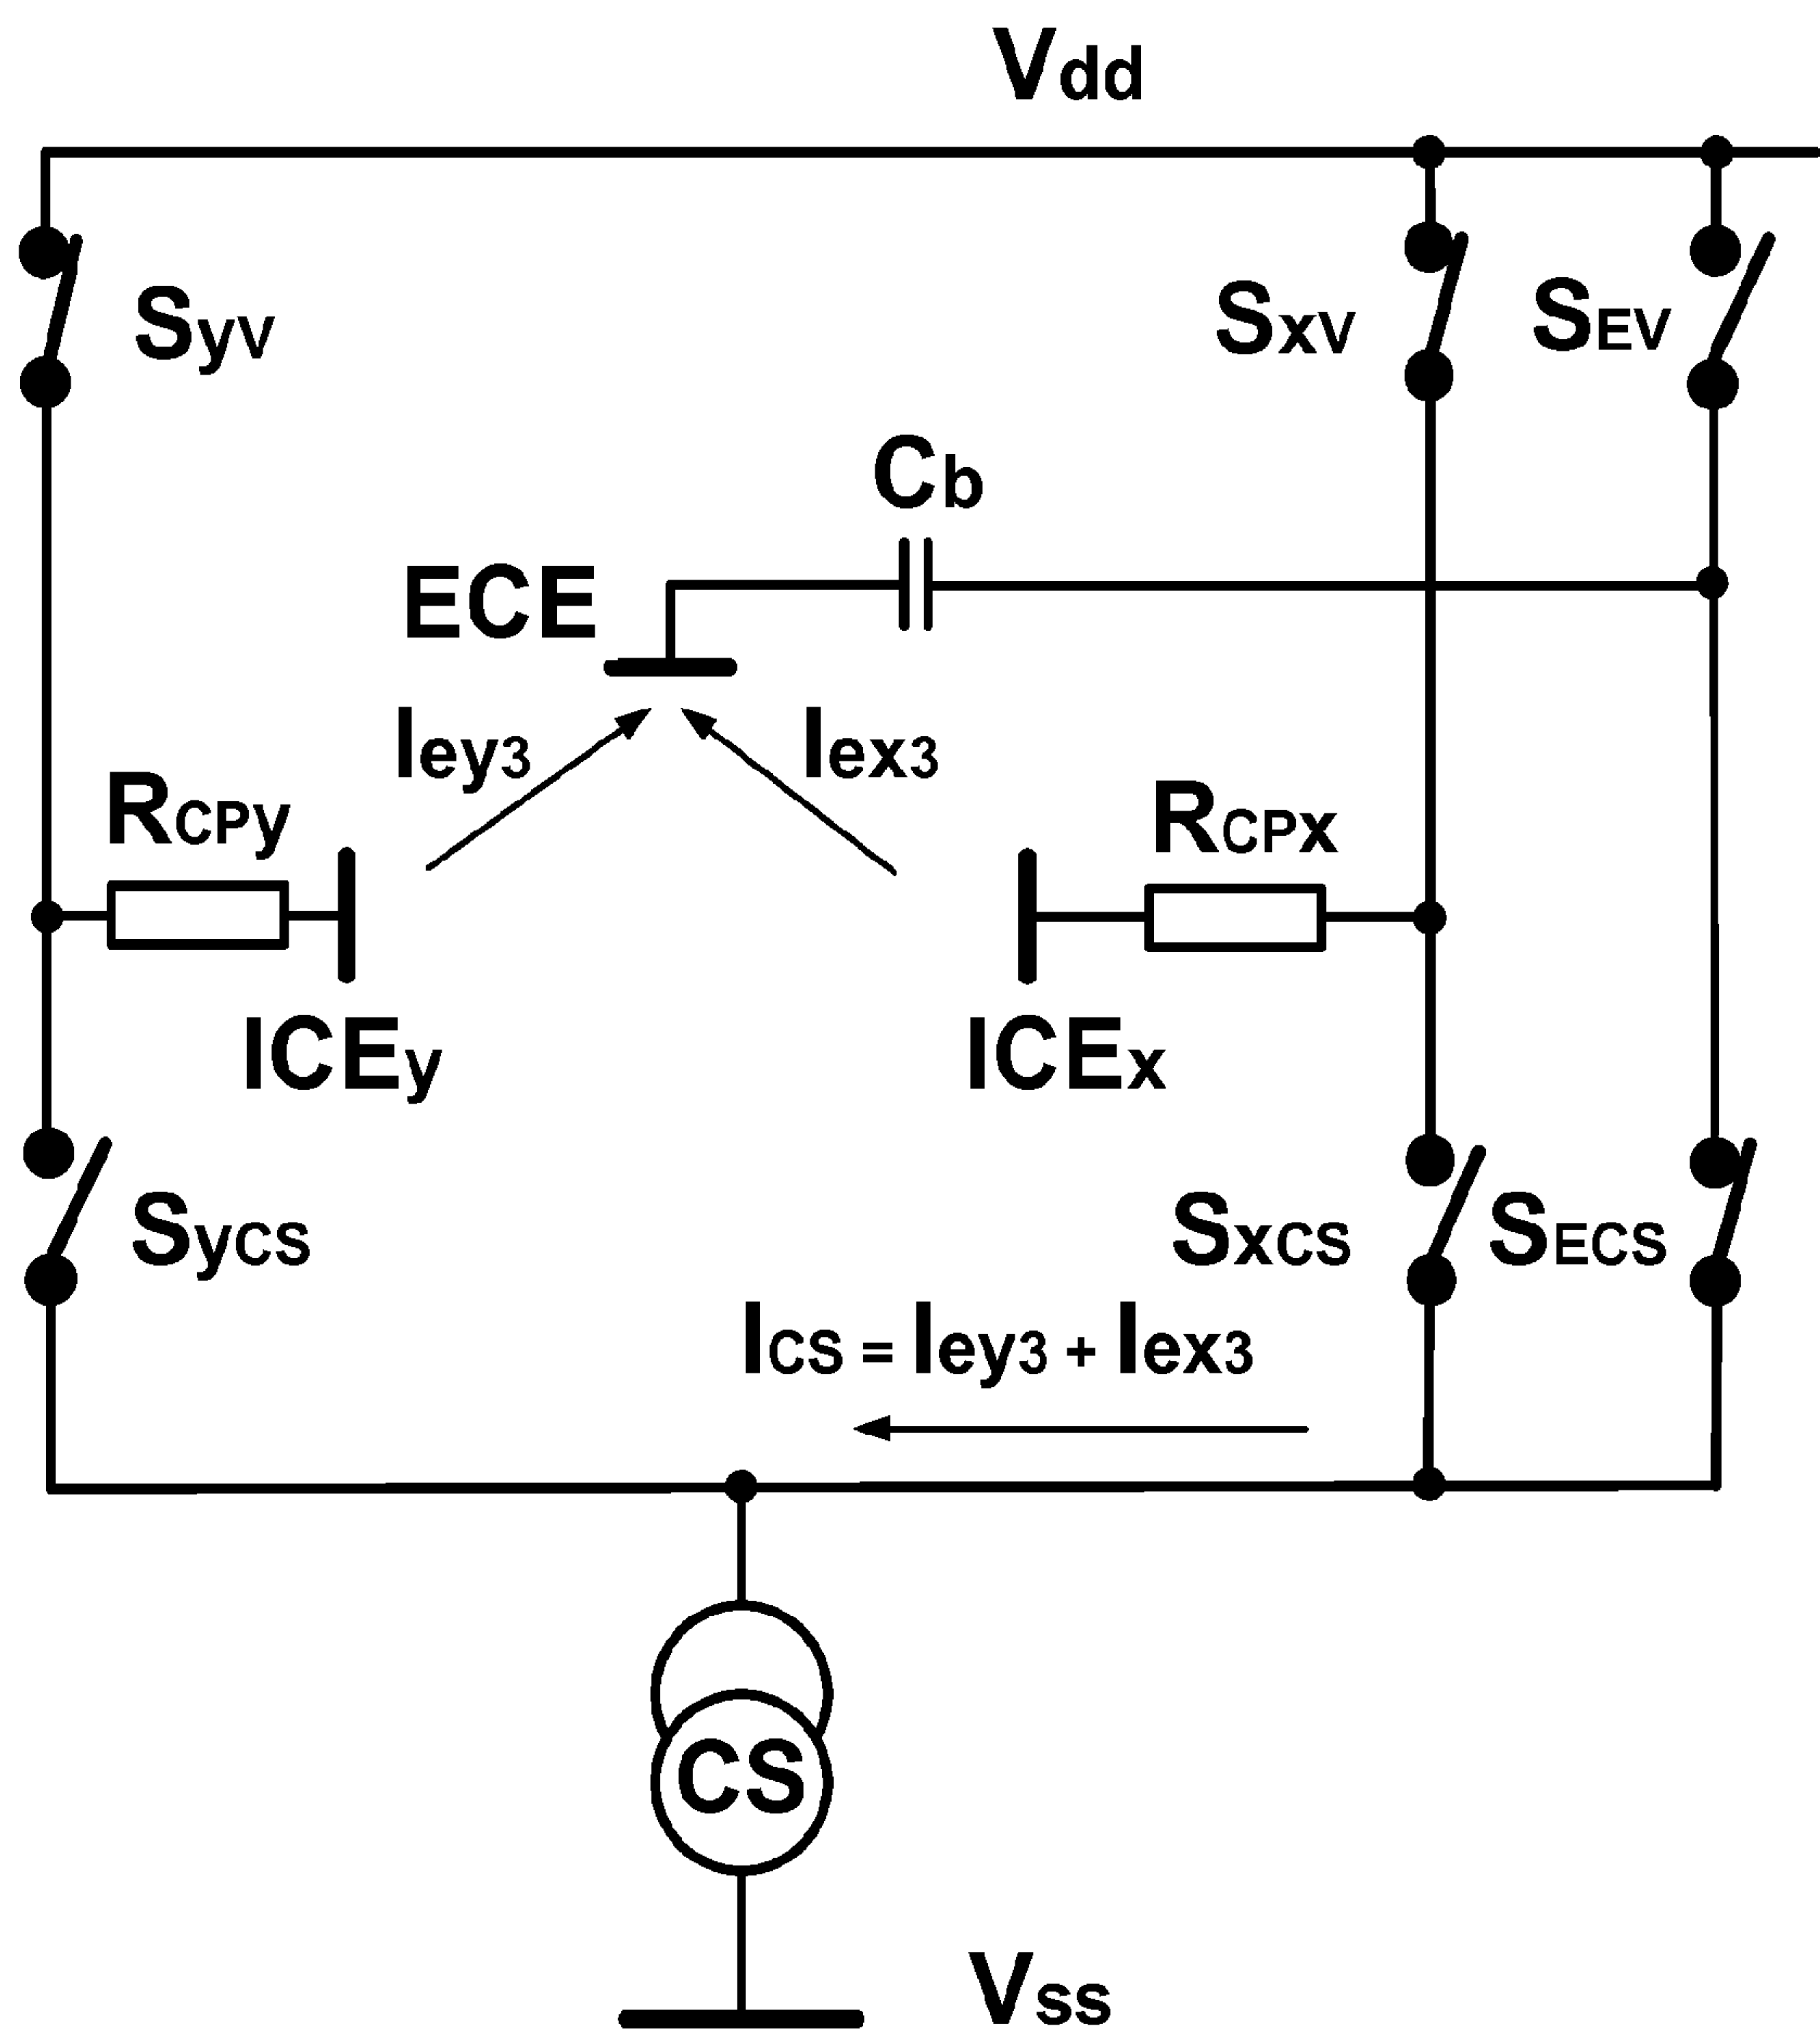 Vdd
SyV
SxV
SEV
Cb
ECE
Iey3
Iex3
RCPy
RCPx
ICEy
ICEx
SyCS
SxCS
SECS
ICS = Iey3 + Iex3
CS
Vss